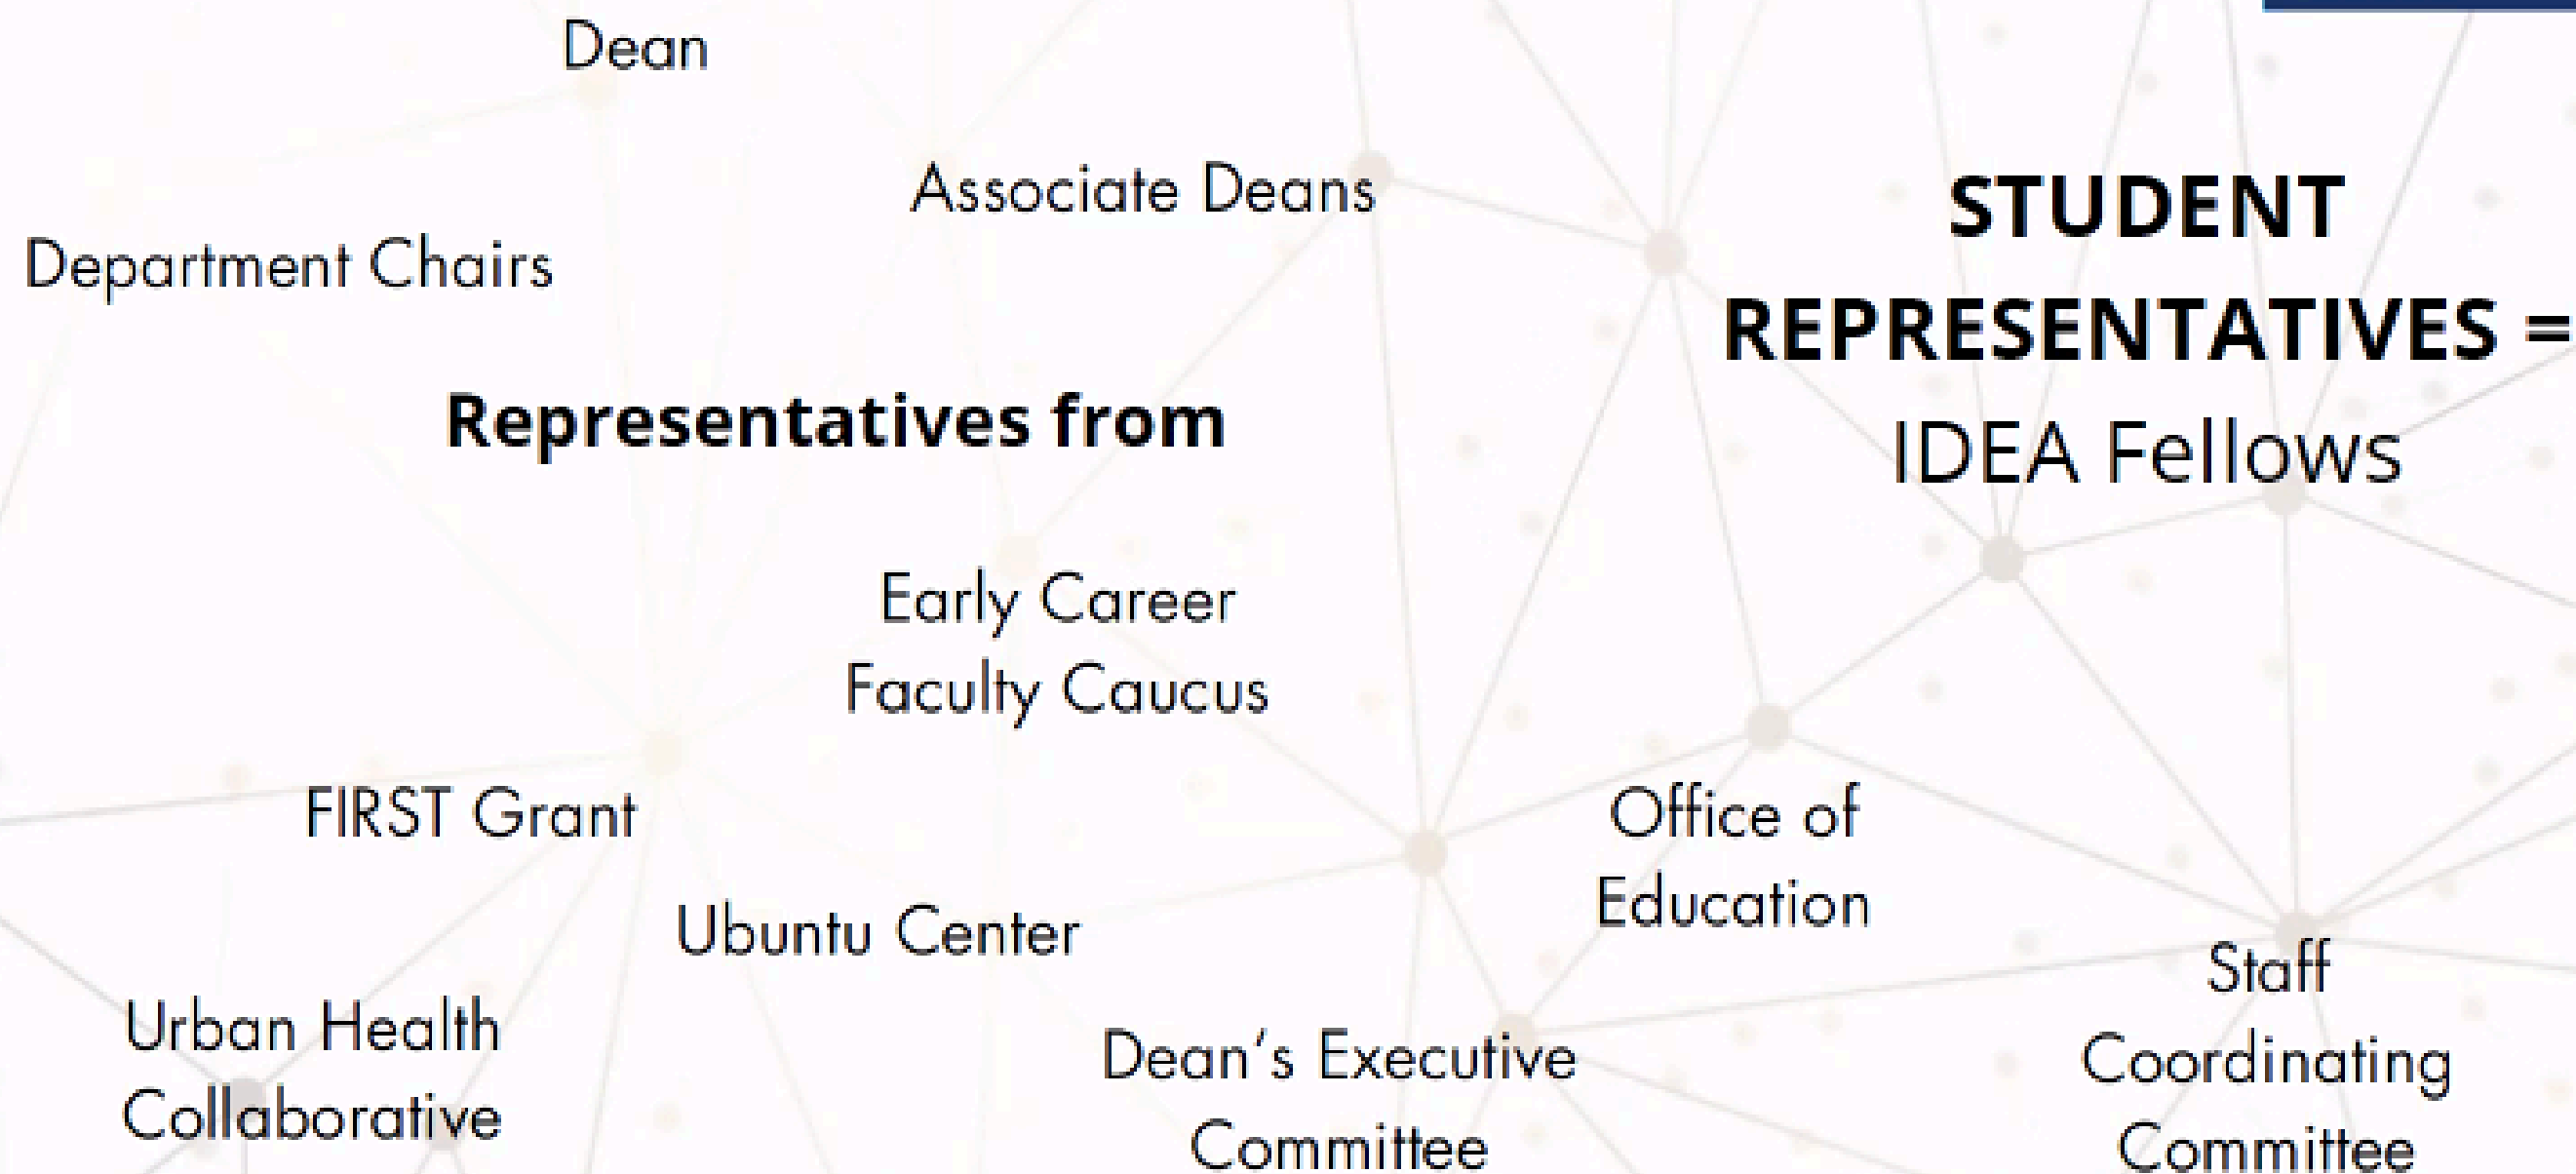 Dean
Associate Deans
Department Chairs
STUDENT
REPRESENTATIVES =
IDEA Fellows
Representatives from
Early Career
Faculty Caucus
FIRST Grant
Office of
Education
Ubuntu Center
Staff
Coordinating
Committee
Urban Health
Collaborative
Dean’s Executive
Committee